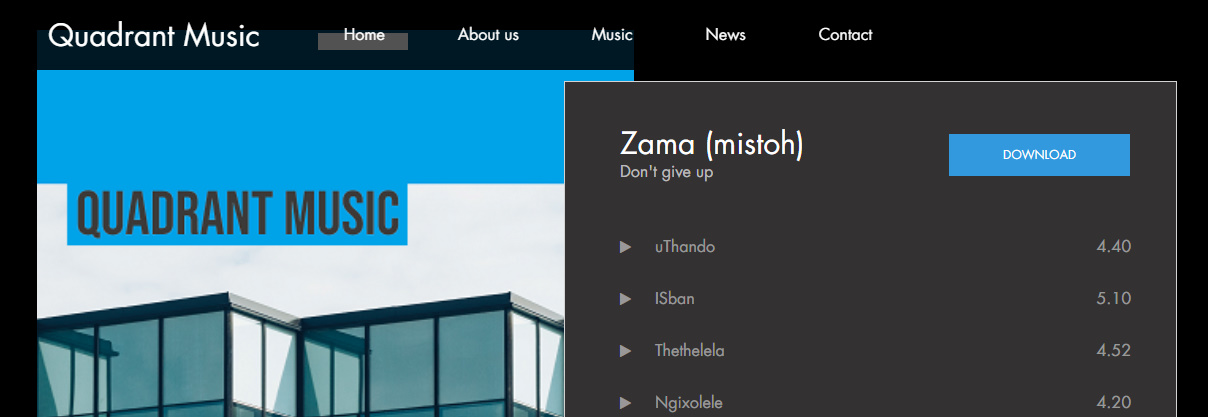 Quadrant Music Home About us Music News Contact
QUADRANT MUSIC
Zama (mistoh)
Don't give up
DOWNLOAD
uThando 4.40
ISban 5.10
Thethelela 4.52
Ngixolele 4.20